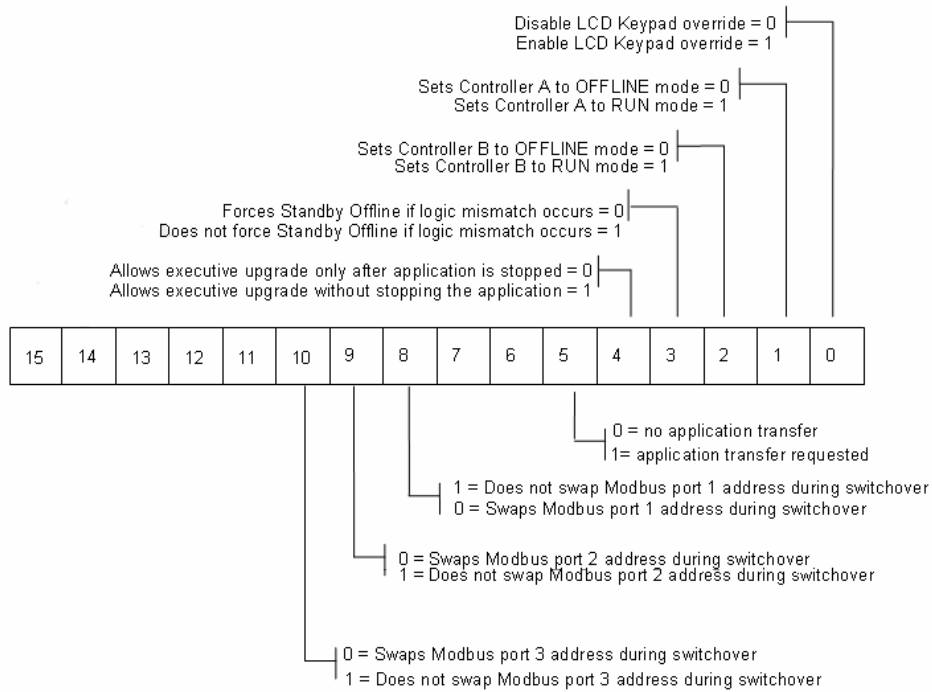 Disable LCD Keypad override = 0
Enable LCD Keypad override = 1
Sets Controller A to OFFLINE mode = 0
Sets Controller A to RUN mode = 1
Sets Controller B to OFFLINE mode = 0
Sets Controller B to RUN mode = 1
Forces Standby Offline if logic mismatch occurs = 0
Does not force Standby Offline if logic mismatch occurs = 1
Allows executive upgrade only after application is stopped = 0
Allows executive upgrade without stopping the application = 1
15 14 13 12 11 10 9 8 7 6 5 4 3 2 1 0
0 = no application transfer
1= application transfer requested
1 = Does not swap Modbus port 1 address during switchover
0 = Swaps Modbus port 1 address during switchover
0 = Swaps Modbus port 2 address during switchover
1 = Does not swap Modbus port 2 address during switchover
0 = Swaps Modbus port 3 address during switchover
1 = Does not swap Modbus port 3 address during switchover